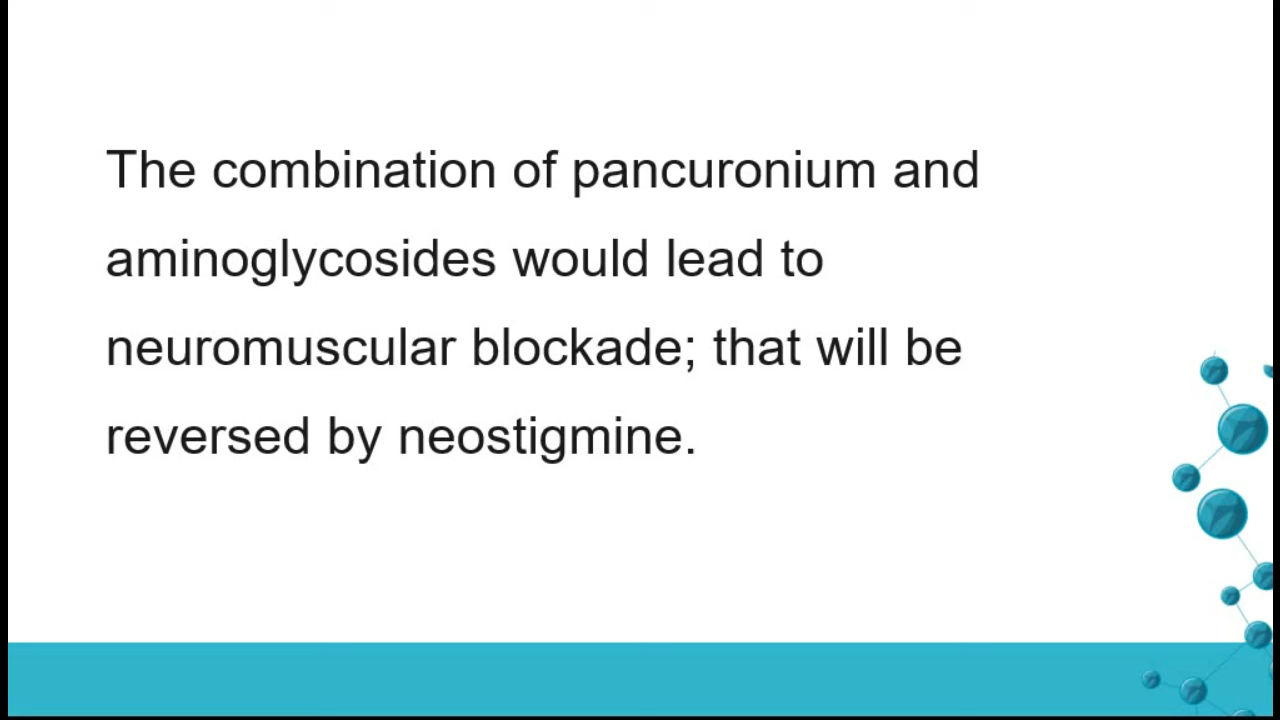 The combination of pancuronium and
aminoglycosides would lead to
neuromuscular blockade; that will be
reversed by neostigmine.